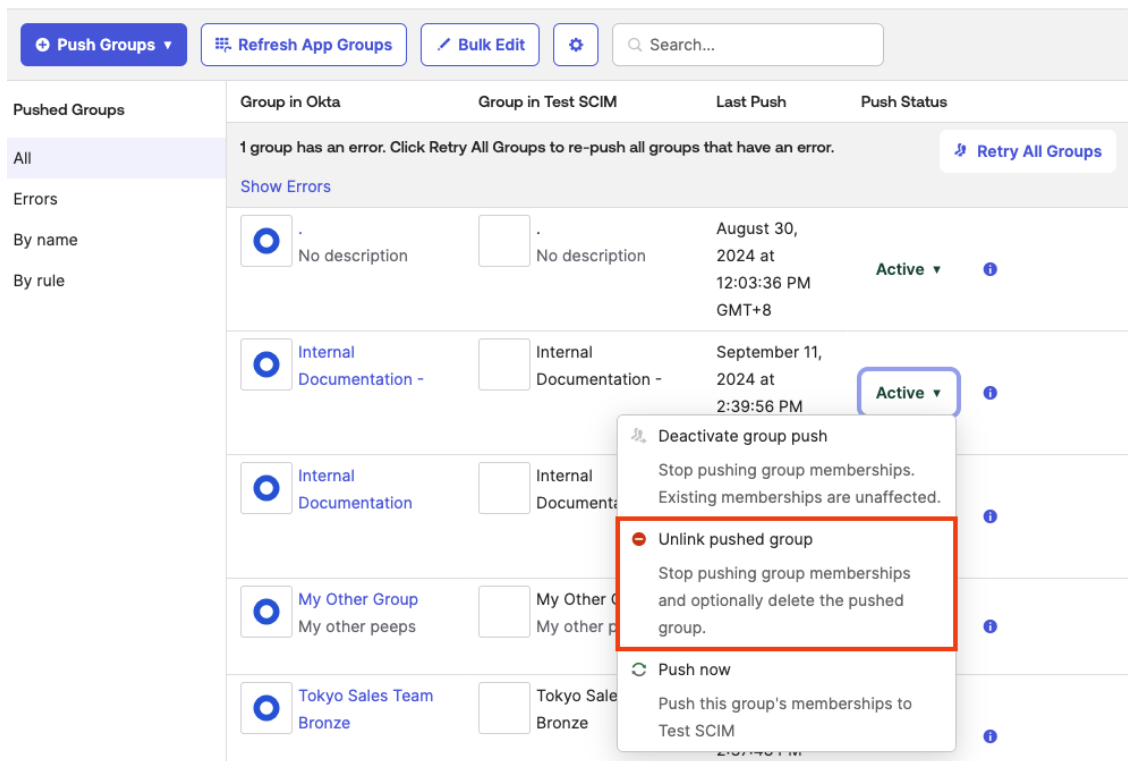 Push Groups ▼
Refresh App Groups
Bulk Edit
Search...
Pushed Groups
All
Errors
By name
By rule
Group in Okta
Group in Test SCIM
Last Push
Push Status
1 group has an error. Click Retry All Groups to re-push all groups that have an error.
Show Errors
Retry All Groups
.
No description
.
No description
August 30,
2024 at
12:03:36 PM
GMT+8
Active ▼
Internal
Documentation -
Internal
Documentation -
September 11,
2024 at
2:39:56 PM
Active ▼
Deactivate group push
Stop pushing group memberships.
Existing memberships are unaffected.
Unlink pushed group
Stop pushing group memberships
and optionally delete the pushed
group.
Push now
Push this group's memberships to
Test SCIM
Internal
Documentation
Internal
My Other Group
My other peeps
My Other
My other
Tokyo Sales Team
Bronze
Tokyo
Bronze